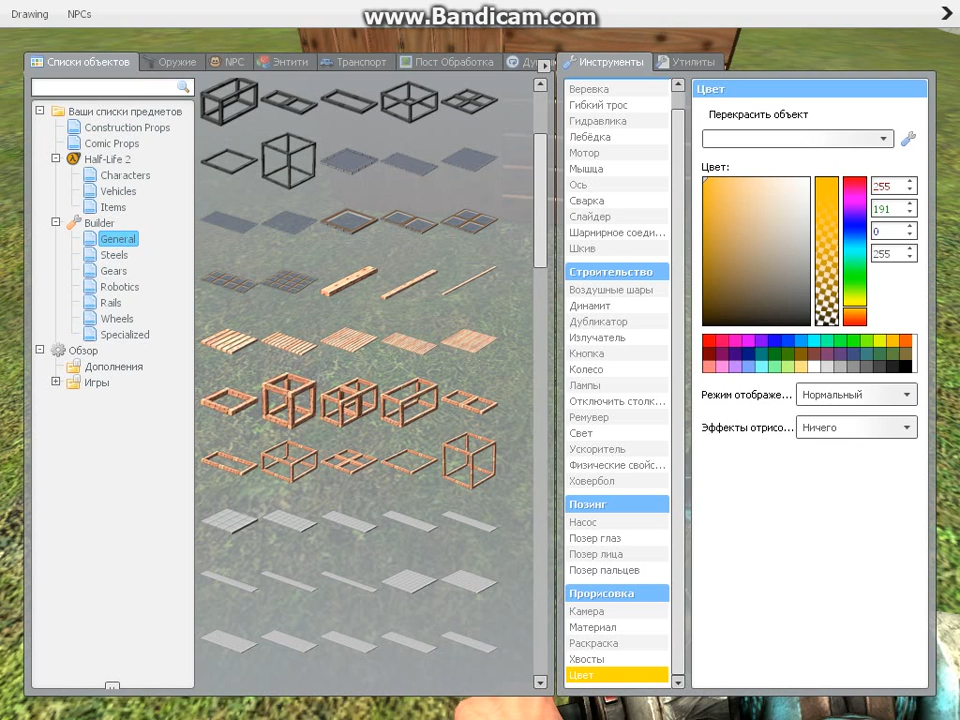 Drawing
NPCs
www.Bandicam.com
Списки объектов
Оружие
NPC
Энтити
Транспорт
Пост Обработка
Инструменты
Утилиты
Ваши списки предметов
Construction Props
Comic Props
Half-Life 2
Characters
Vehicles
Items
Builder
General
Steels
Gears
Robotics
Rails
Wheels
Specialized
Обзор
Дополнения
Игры
Веревка
Гибкий трос
Гидравлика
Лебёдка
Мотор
Мышца
Ось
Сварка
Слайдер
Шарнирное соеди...
Шкив
Строительство
Воздушные шары
Динамит
Дубликатор
Излучатель
Кнопка
Колесо
Лампы
Отключить столк...
Ремувер
Свет
Ускоритель
Физические свойс...
Ховербол
Позинг
Насос
Позер глаз
Позер лица
Позер пальцев
Прорисовка
Камера
Материал
Раскраска
Хвосты
Цвет
Цвет
Перекрасить объект
Цвет:
255
191
0
255
Режим отображе...
Нормальный
Эффекты отрисо...
Ничего